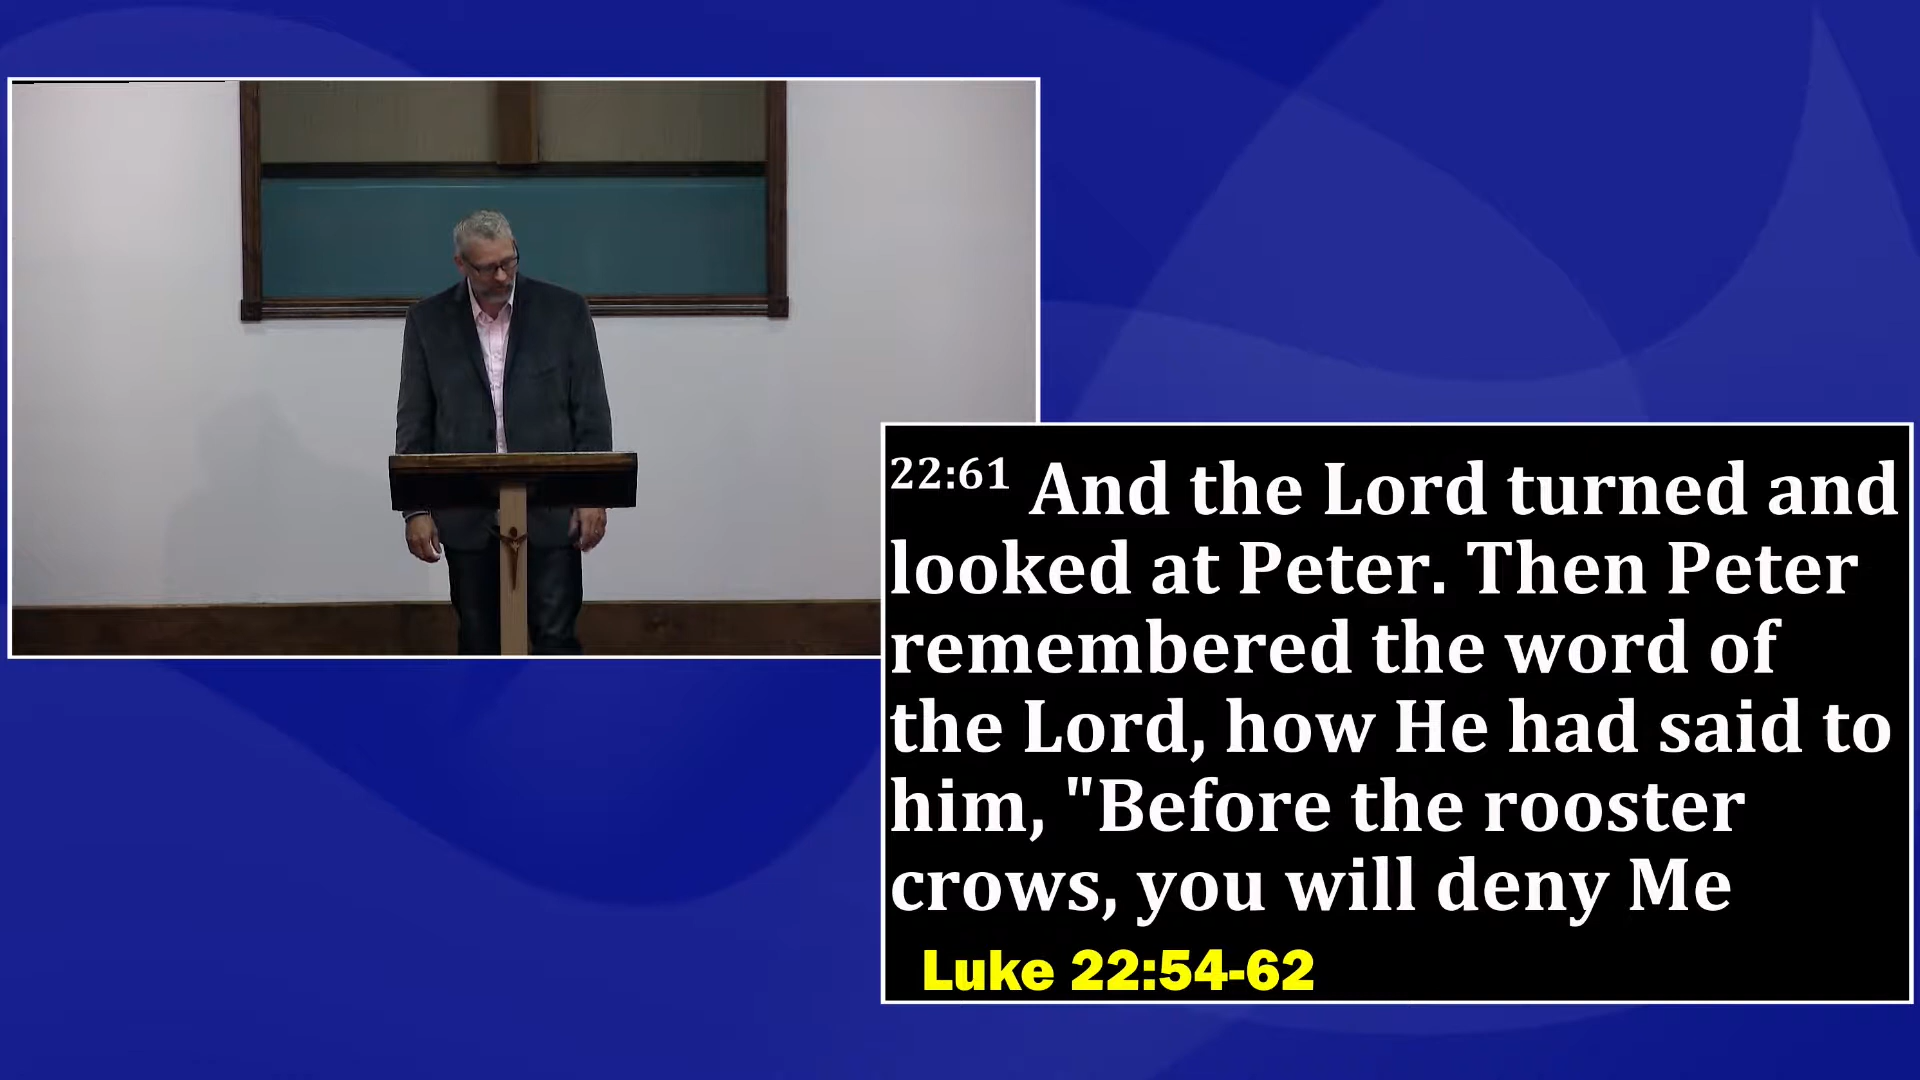 22:61 And the Lord turned and
looked at Peter. Then Peter
remembered the word of
the Lord, how He had said to
him, "Before the rooster
crows, you will deny Me
Luke 22:54-62